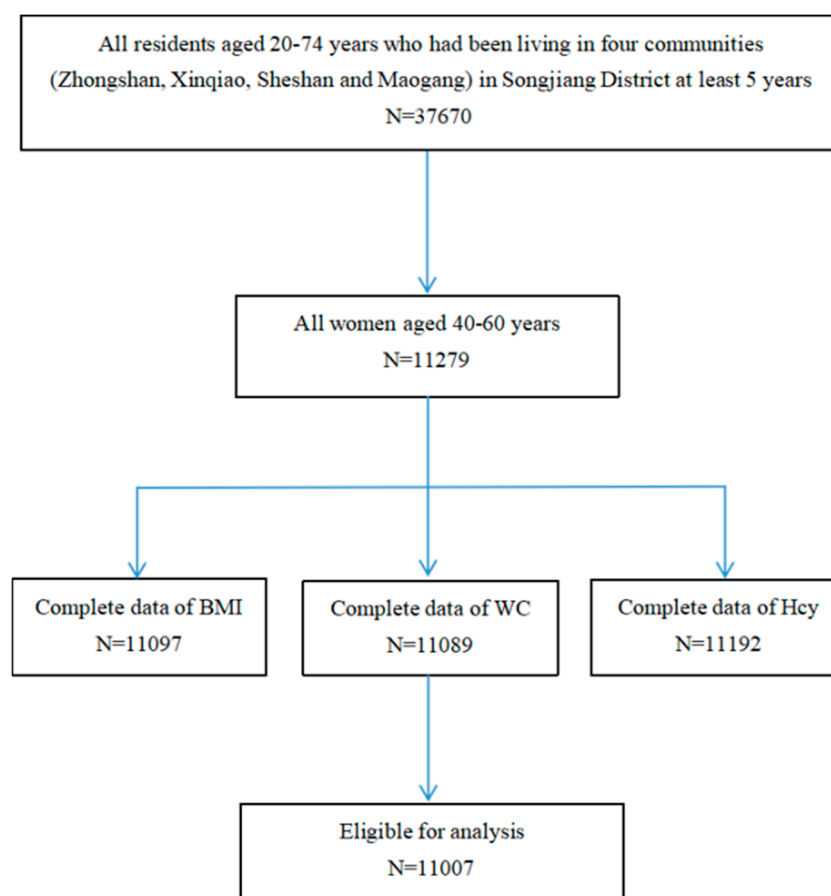 All residents aged 20-74 years who had been living in four communities
(Zhongshan, Xinqiao, Sheshan and Maogang) in Songjiang District at least 5 years
N=37670
All women aged 40-60 years
N=11279
Complete data of BMI
N=11097
Complete data of WC
N=11089
Complete data of Hcy
N=11192
Eligible for analysis
N=11007